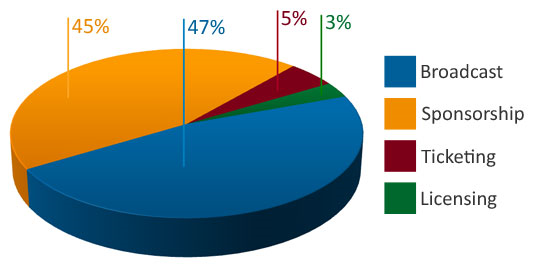 45%
47%
5%
3%
Broadcast
Sponsorship
Ticketing
Licensing